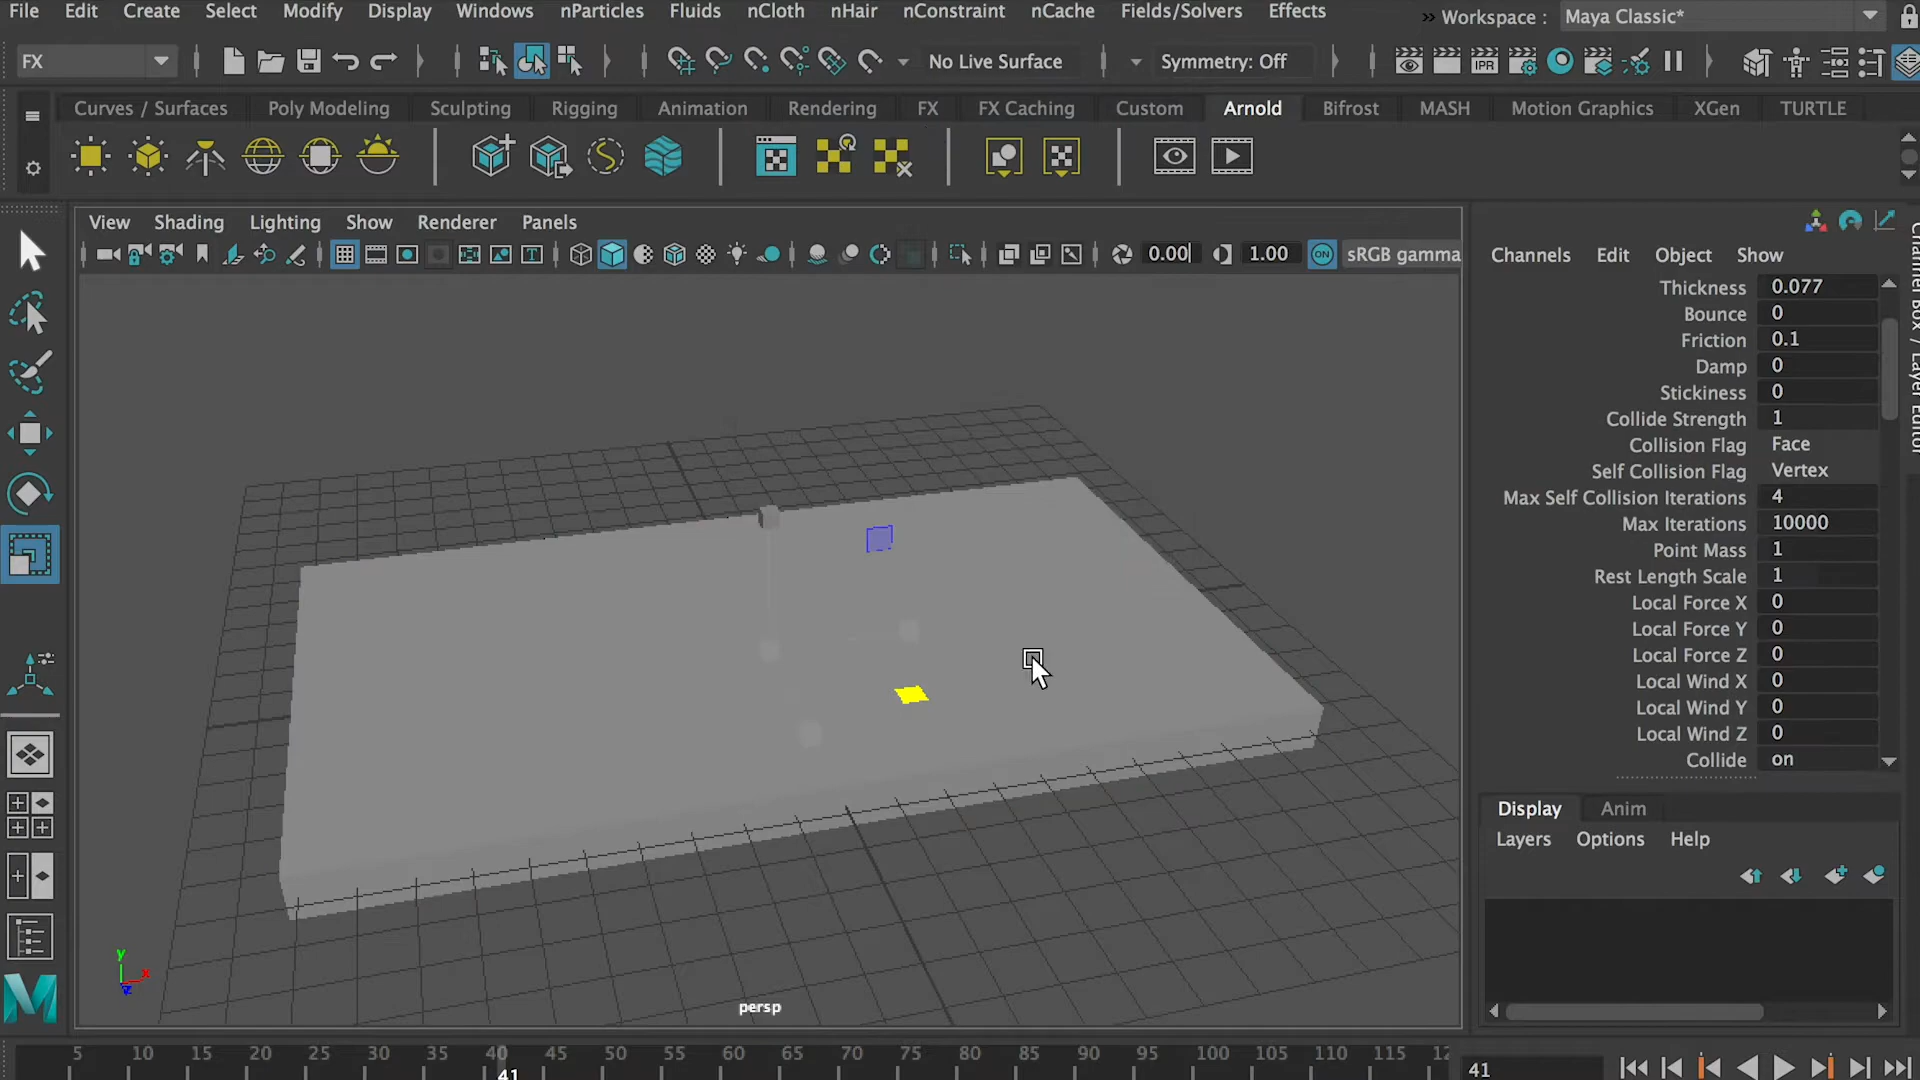 File Edit Create Select Modify Display Windows nParticles Fluids nCloth nHair nConstraint nCache Fields/Solvers Effects
Workspace : Maya Classic*
FX
No Live Surface
Symmetry: Off
IPR
Curves / Surfaces Poly Modeling Sculpting Rigging Animation Rendering FX FX Caching Custom Arnold Bifrost MASH Motion Graphics XGen TURTLE
View Shading Lighting Show Renderer Panels
0.00 1.00 ON sRGB gamma
Channels Edit Object Show
Thickness 0.077
Bounce 0
Friction 0.1
Damp 0
Stickiness 0
Collide Strength 1
Collision Flag Face
Self Collision Flag Vertex
Max Self Collision Iterations 4
Max Iterations 10000
Point Mass 1
Rest Length Scale 1
Local Force X 0
Local Force Y 0
Local Force Z 0
Local Wind X 0
Local Wind Y 0
Local Wind Z 0
Collide on
Channel Box / Layer Editor
Display Anim
Layers Options Help
y x z
persp
5 10 15 20 25 30 35 40 45 50 55 60 65 70 75 80 85 90 95 100 105 110 115 12
41
41